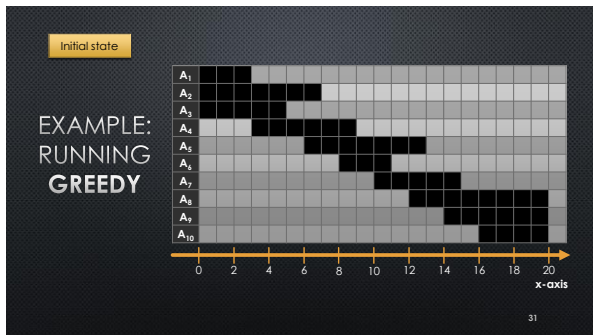 Initial state
EXAMPLE:
RUNNING
GREEDY
A1
A2
A3
A4
A5
A6
A7
A8
A9
A10
0 2 4 6 8 10 12 14 16 18 20
x-axis
31